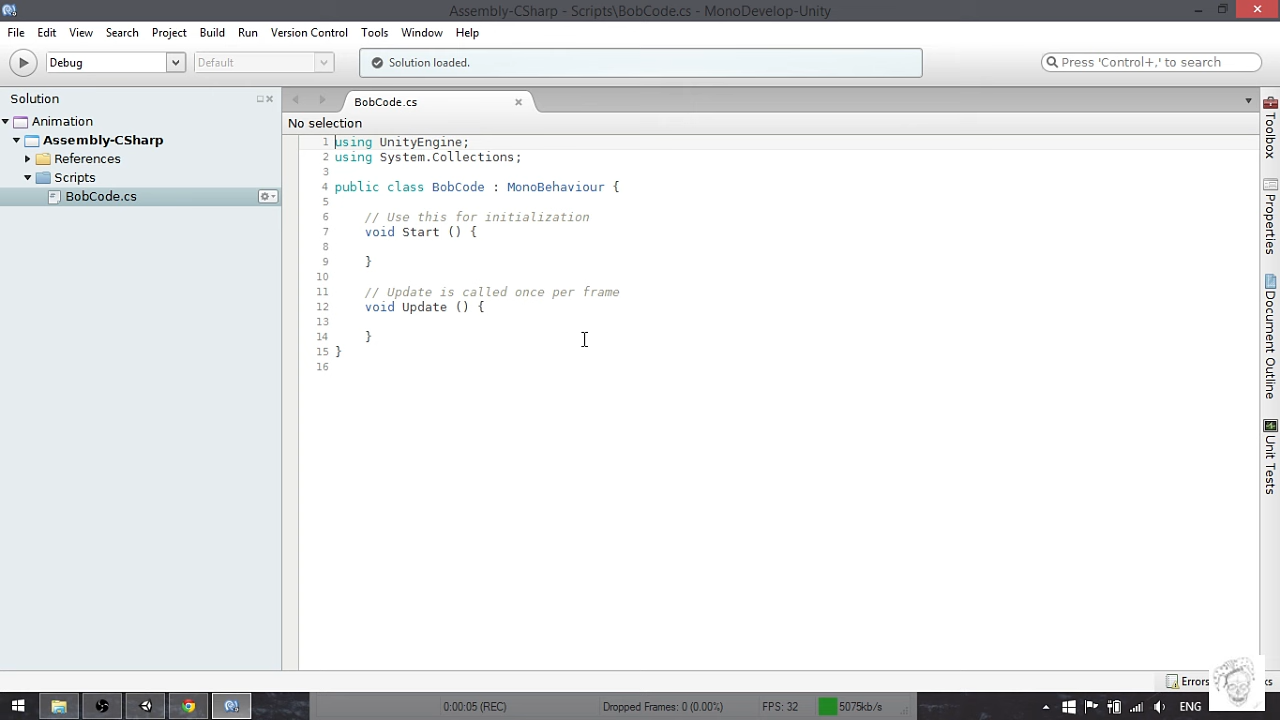 Assembly-CSharp - Scripts\BobCode.cs - MonoDevelop-Unity
File Edit View Search Project Build Run Version Control Tools Window Help
Debug Default Solution loaded. Press 'Control+,' to search
Solution
BobCode.cs
No selection
Animation
Assembly-CSharp
References
Scripts
BobCode.cs
1 using UnityEngine;
2 using System.Collections;
3
4 public class BobCode : MonoBehaviour {
5
6 // Use this for initialization
7 void Start () {
8
9 }
10
11 // Update is called once per frame
12 void Update () {
13
14 }
15 }
16
Toolbox
Properties
Document Outline
Unit Tests
Errors
0:00:05 (REC) Dropped Frames: 0 (0.00%) FPS: 32 5075kb/s ENG